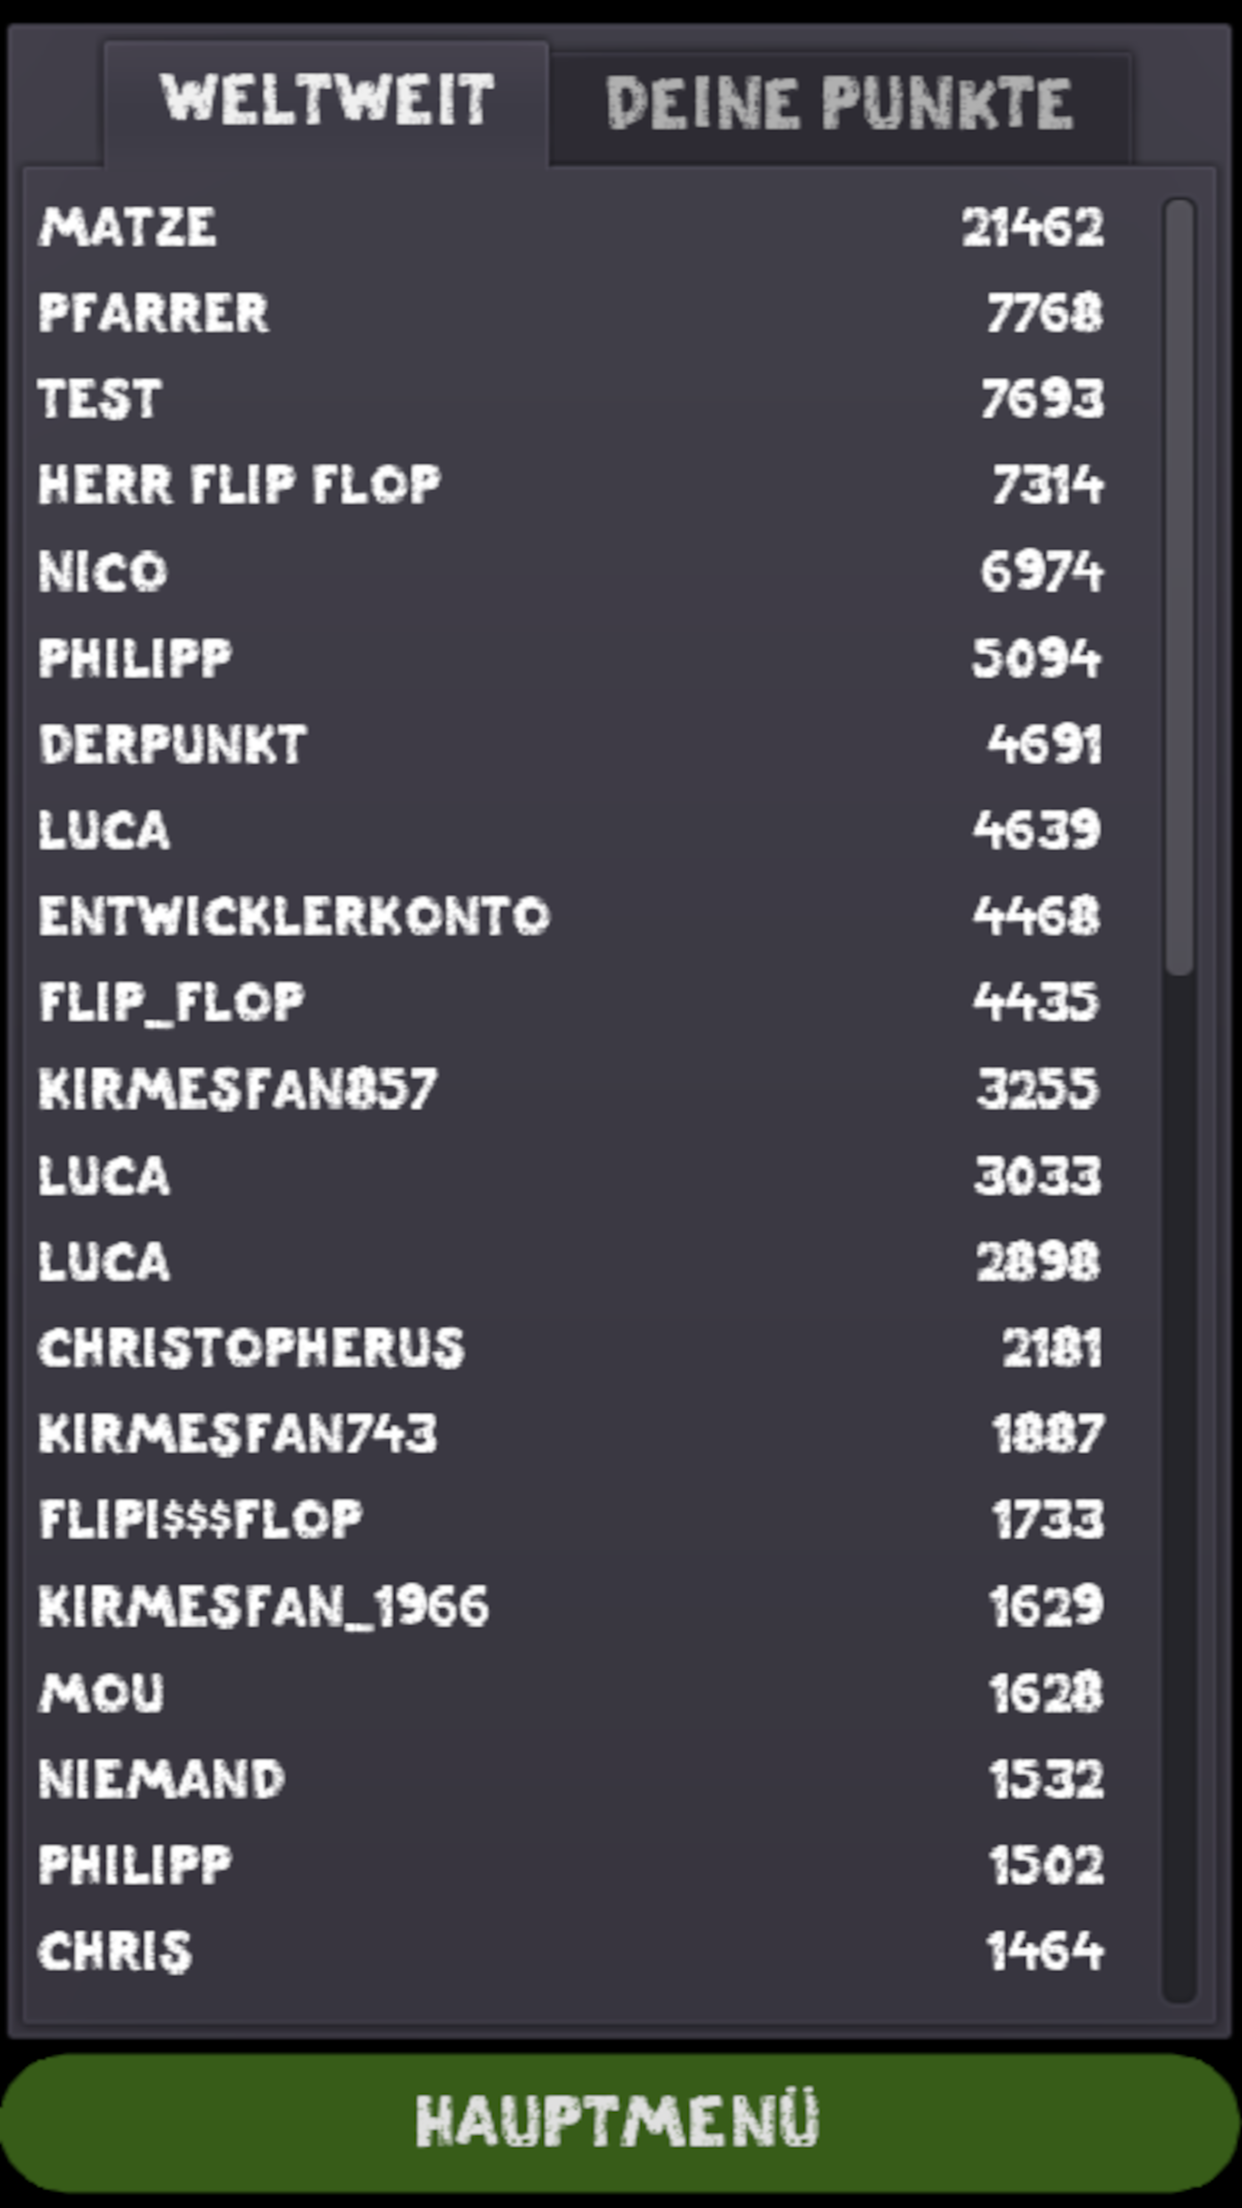 WELTWEIT DEINE PUNKTE
MATZE 21462
PFARRER 7768
TEST 7693
HERR FLIP FLOP 7314
NICO 6974
PHILIPP 5094
DERPUNKT 4691
LUCA 4639
ENTWICKLERKONTO 4468
FLIP_FLOP 4435
KIRMESFAN857 3255
LUCA 3033
LUCA 2898
CHRISTOPHERUS 2181
KIRMESFAN743 1887
FLIPI$$$FLOP 1733
KIRMESFAN_1966 1629
MOU 1628
NIEMAND 1532
PHILIPP 1502
CHRIS 1464
HAUPTMENÜ